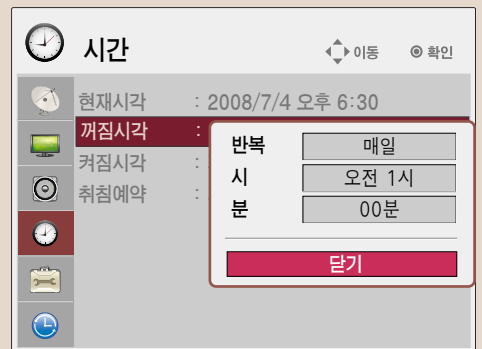 시간
이동 확인
현재시각 : 2008/7/4 오후 6:30
꺼짐시각 :
켜짐시각 :
취침예약 :
반복 매일
시 오전 1시
분 00분
닫기